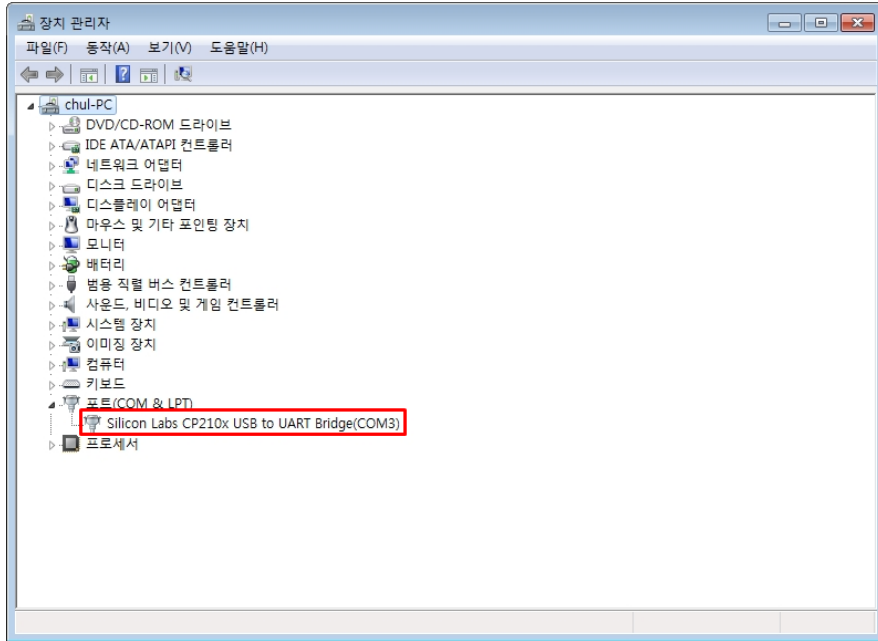 장치 관리자
파일(F) 동작(A) 보기(V) 도움말(H)
chul-PC
DVD/CD-ROM 드라이브
IDE ATA/ATAPI 컨트롤러
네트워크 어댑터
디스크 드라이브
디스플레이 어댑터
마우스 및 기타 포인팅 장치
모니터
배터리
범용 직렬 버스 컨트롤러
사운드, 비디오 및 게임 컨트롤러
시스템 장치
이미징 장치
컴퓨터
키보드
포트(COM & LPT)
Silicon Labs CP210x USB to UART Bridge(COM3)
프로세서